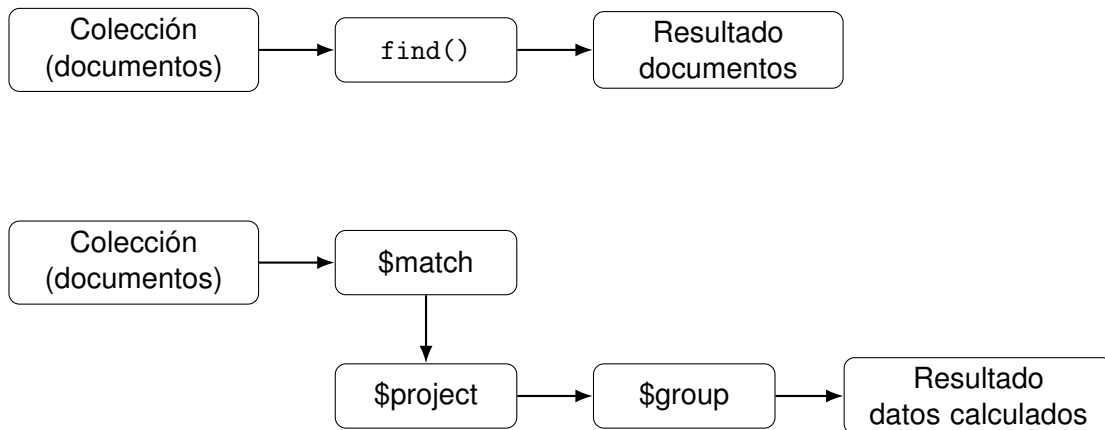 Colección
(documentos)
find()
Resultado
documentos
Colección
(documentos)
$match
$project
$group
Resultado
datos calculados